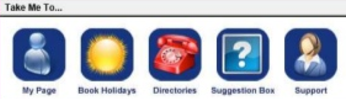 Take Me To...
My Page Book Holidays Directories Suggestion Box Support